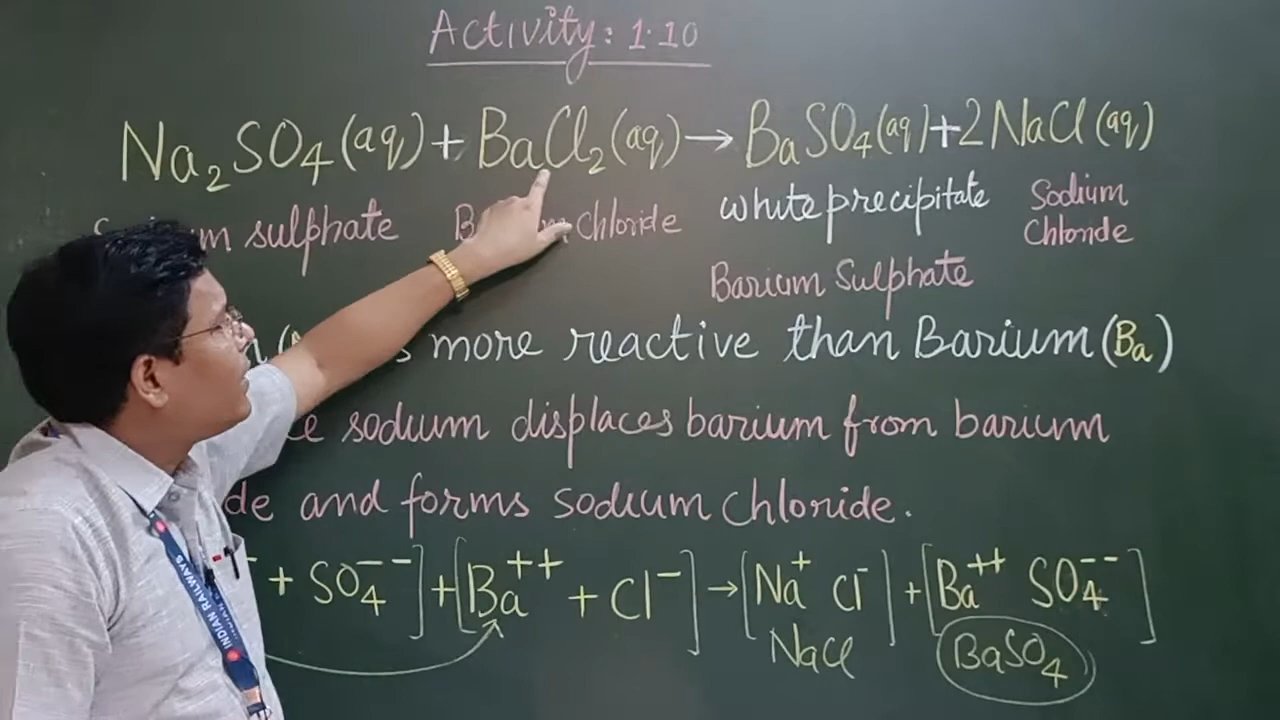 Activity: 1.10
Na₂SO₄(aq) + BaCl₂(aq) → BaSO₄(aq) + 2NaCl(aq)
sulphate Chloride white precipitate Sodium
Chloride
Barium Sulphate
more reactive than Barium (Ba)
sodium displaces barium from barium
and forms sodium chloride.
+ SO₄⁻⁻] + [Ba⁺⁺ + Cl⁻] → [Na⁺ Cl⁻] + [Ba⁺⁺ SO₄⁻⁻]
NaCl BaSO₄
INDIAN RAILWAYS